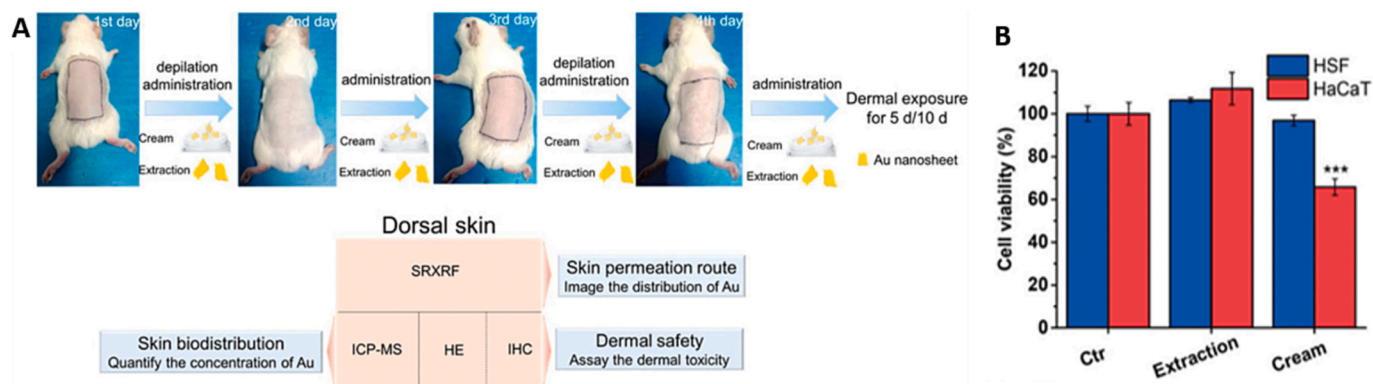 A
1st day
2nd day
3rd day
4th day
depilation
administration
Cream
Extraction
administration
Cream
Extraction
depilation
administration
Cream
Extraction
administration
Cream
Extraction
Dermal exposure
for 5 d/10 d
Au nanosheet
Dorsal skin
SRXRF
Skin permeation route
Image the distribution of Au
Skin biodistribution
Quantify the concentration of Au
ICP-MS
HE
IHC
Dermal safety
Assay the dermal toxicity
B
HSF
HaCaT
Cell viability (%)
120
100
80
60
40
20
0
***
Ctr
Extraction
Cream